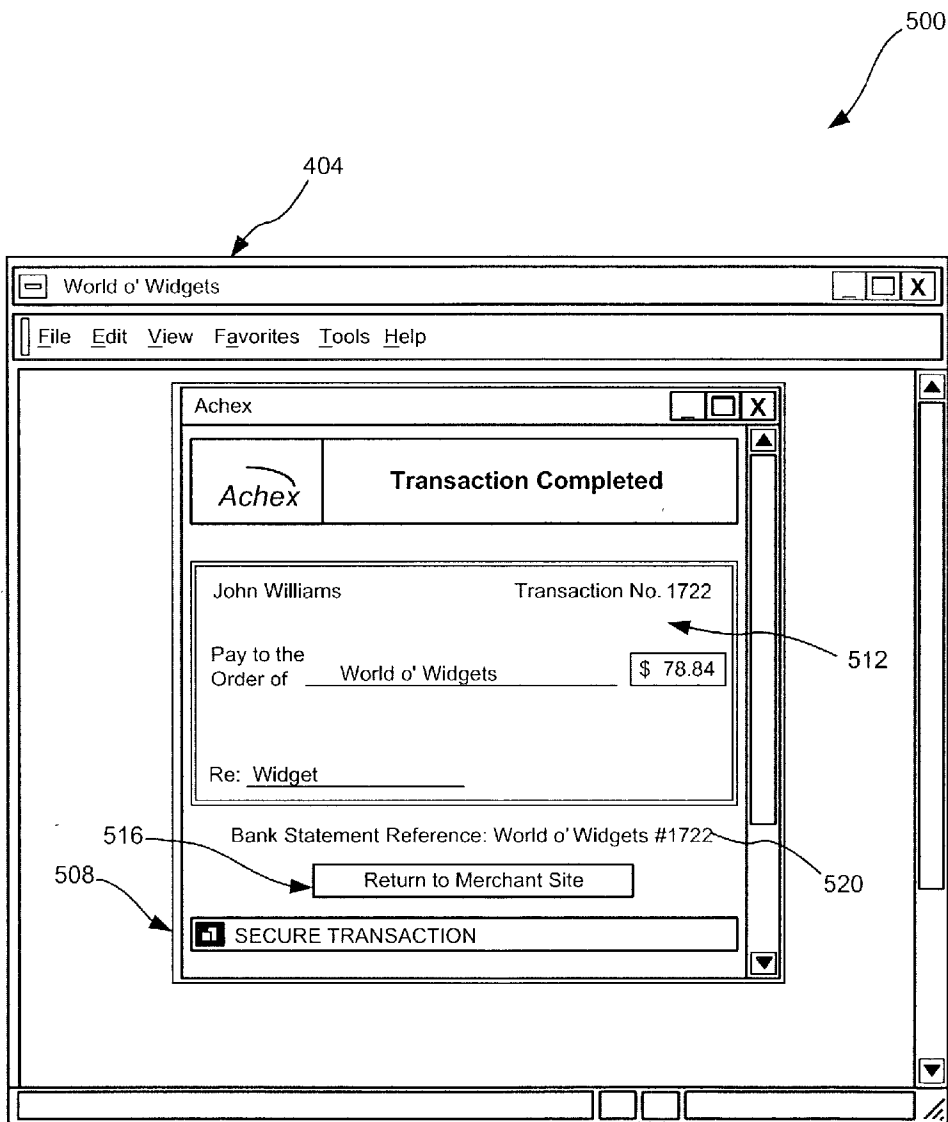 500
404
World o' Widgets
_ X
File Edit View Favorites Tools Help
Achex
_ X
Achex
Transaction Completed
John Williams Transaction No. 1722
512
Pay to the
Order of World o' Widgets $ 78.84
Re: Widget
516
Bank Statement Reference: World o' Widgets #1722
508
Return to Merchant Site
520
SECURE TRANSACTION